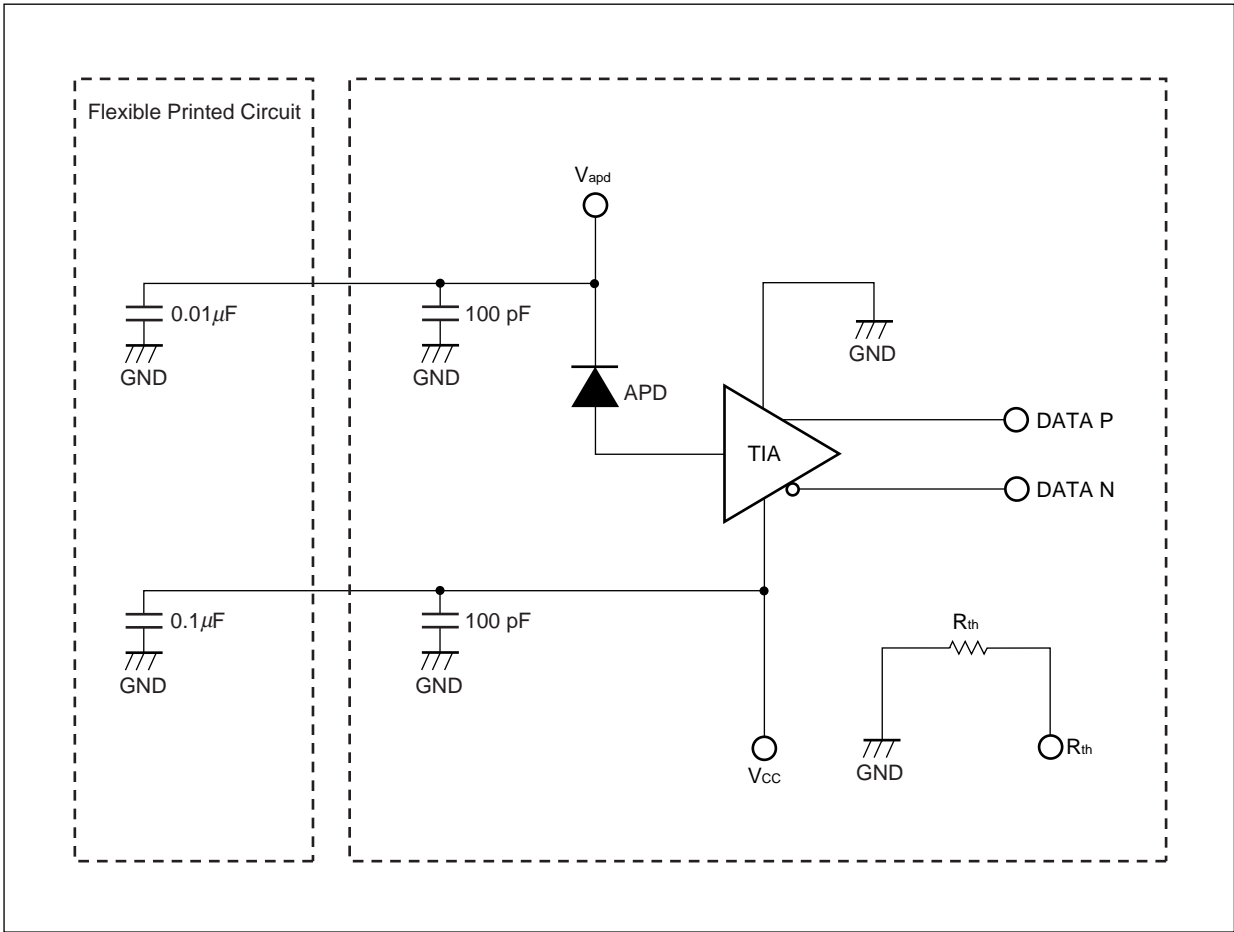 Flexible Printed Circuit
Vapd
0.01μF
100 pF
GND
GND
GND
APD
TIA
DATA P
DATA N
0.1μF
100 pF
GND
GND
Rth
GND
Rth
VCC